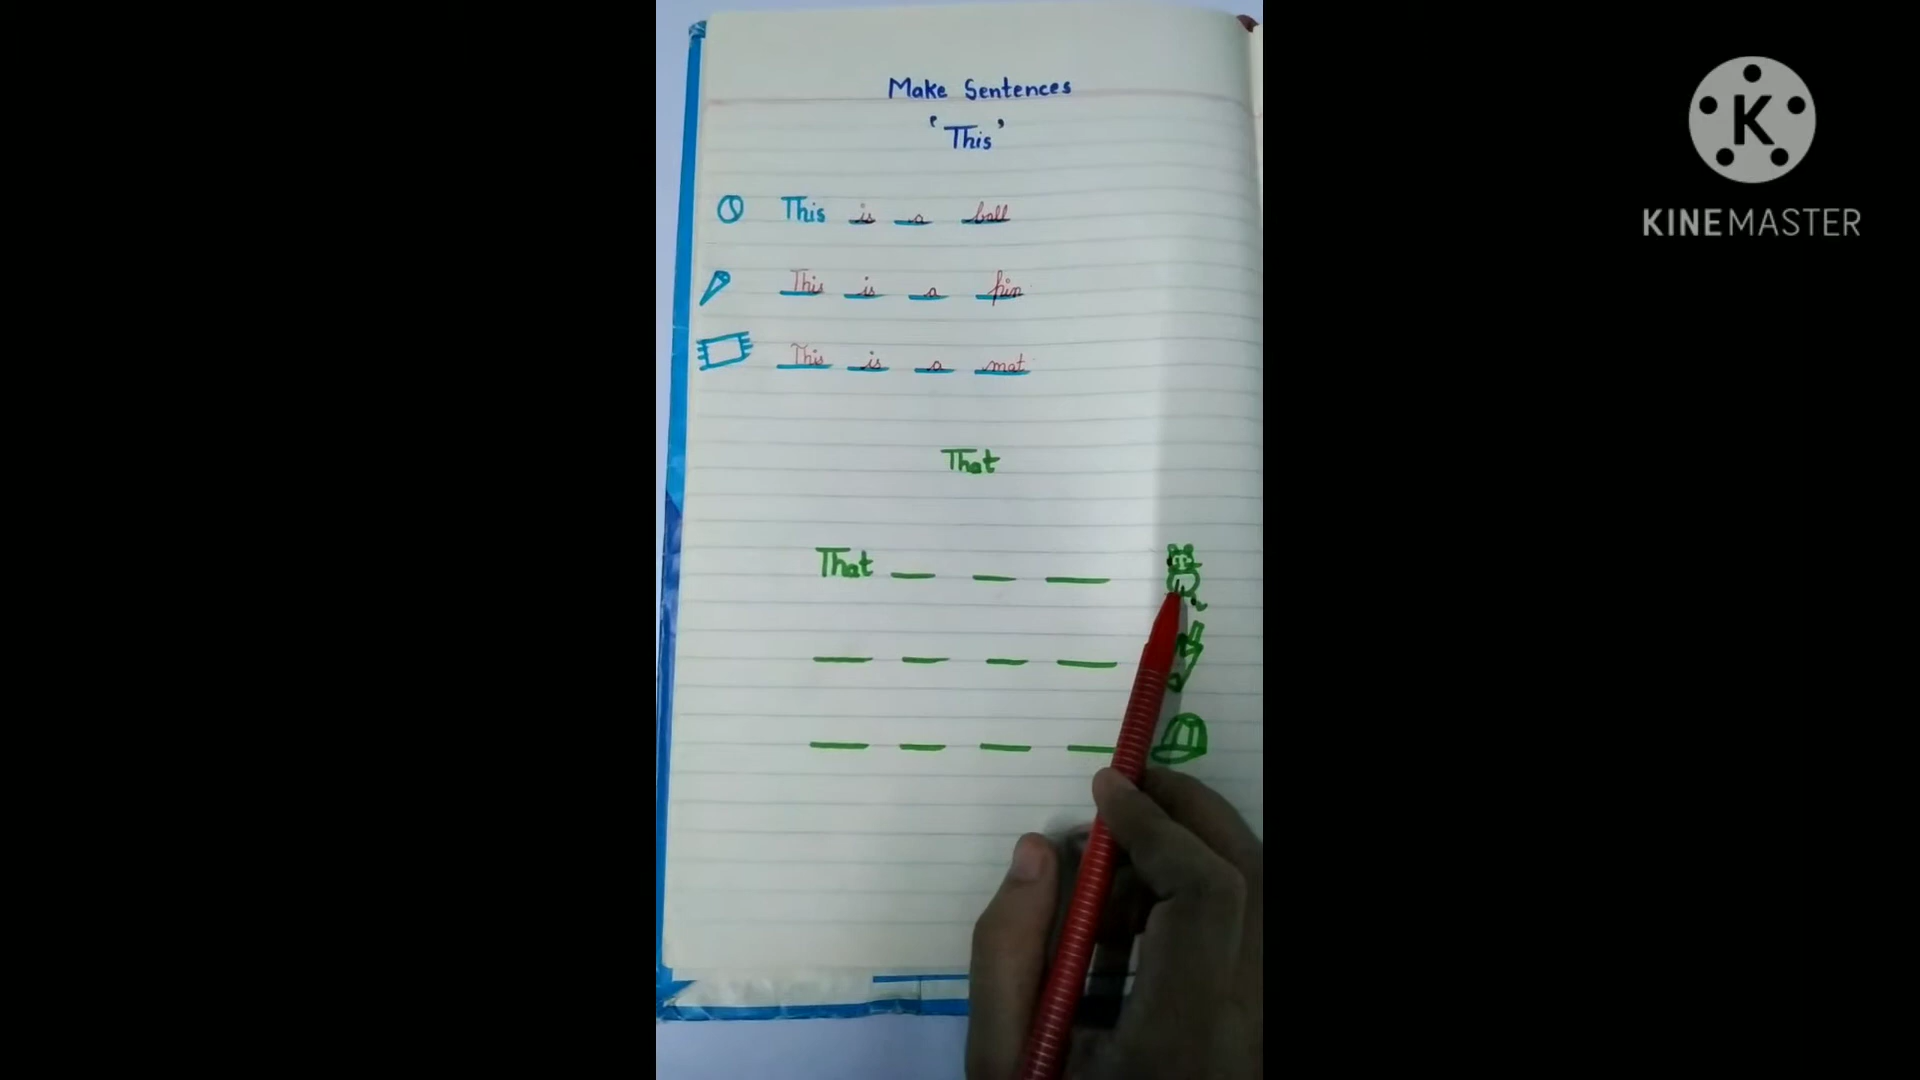 Make Sentences
'This'
This is a ball
This is a pin
This is a mat
That
That
K
KINEMASTER